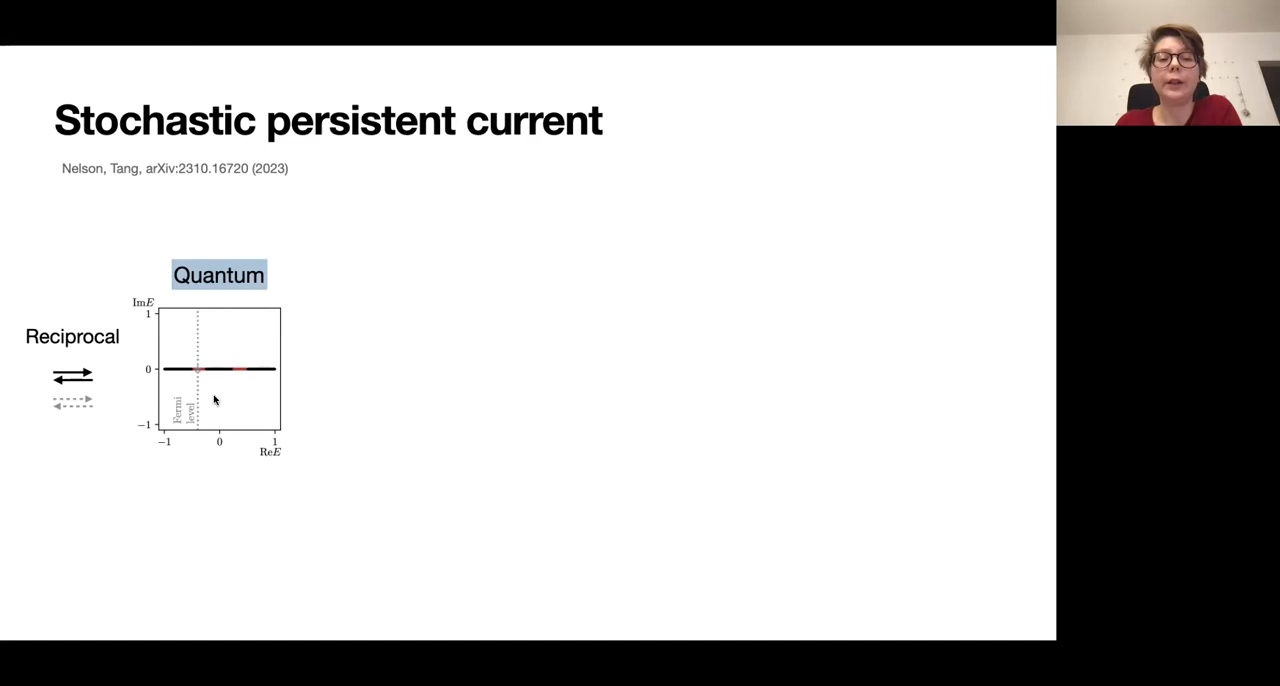 Stochastic persistent current
Nelson, Tang, arXiv:2310.16720 (2023)
Quantum
Reciprocal
ImE
1
0
−1
Fermi
level
−1
0
1
ReE